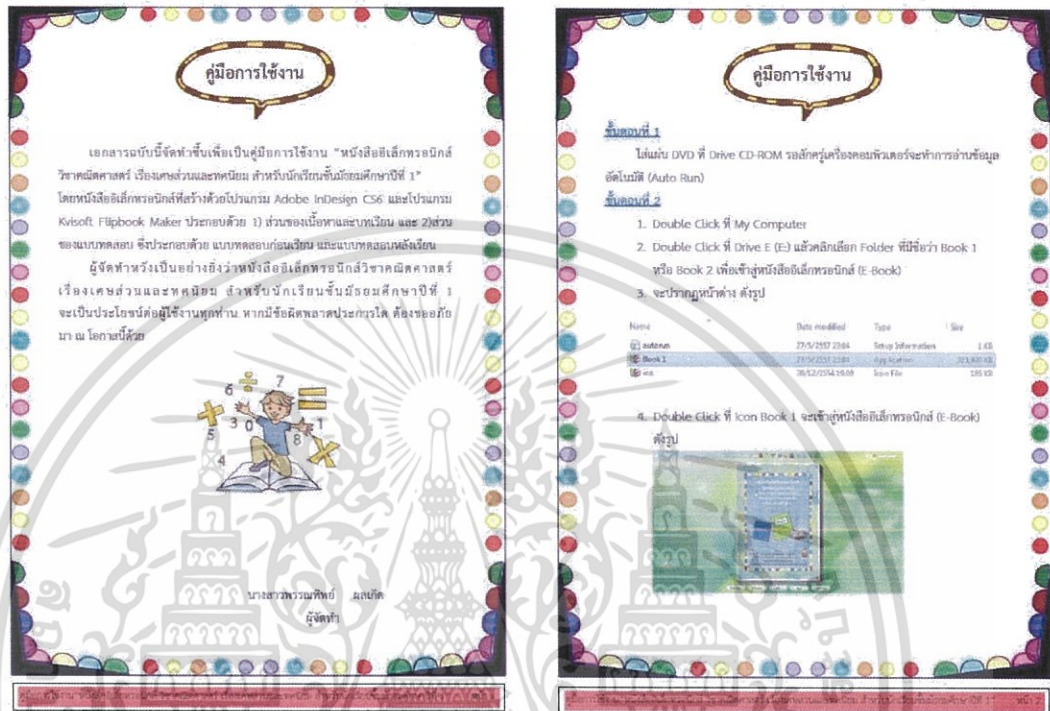 คู่มือการใช้งาน
เอกสารฉบับนี้จัดทำขึ้นเพื่อเป็นคู่มือการใช้งาน "หนังสืออิเล็กทรอนิกส์
วิชาคณิตศาสตร์ เรื่องเศษส่วนและทศนิยม สำหรับนักเรียนชั้นมัธยมศึกษาปีที่ 1"
โดยหนังสืออิเล็กทรอนิกส์ที่สร้างด้วยโปรแกรม Adobe InDesign CS6 และโปรแกรม
Kvisoft Flipbook Maker ประกอบด้วย 1) ส่วนของเนื้อหาและบทเรียน และ 2)ส่วน
ของแบบทดสอบ ซึ่งประกอบด้วย แบบทดสอบก่อนเรียน และแบบทดสอบหลังเรียน
ผู้จัดทำหวังเป็นอย่างยิ่งว่าหนังสืออิเล็กทรอนิกส์วิชาคณิตศาสตร์
เรื่องเศษส่วนและทศนิยม สำหรับนักเรียนชั้นมัธยมศึกษาปีที่ 1
จะเป็นประโยชน์ต่อผู้ใช้งานทุกท่าน หากมีข้อผิดพลาดประการใด ต้องขออภัย
มา ณ โอกาสนี้ด้วย
6 ÷ 7 =
+ 3 0 1
5 8 ×
4
นางสาวพรรณทิพย์ ผลเกิด
ผู้จัดทำ
คู่มือการใช้งาน
ขั้นตอนที่ 1
ใส่แผ่น DVD ที่ Drive CD-ROM รอสักครู่เครื่องคอมพิวเตอร์จะทำการอ่านข้อมูล
อัตโนมัติ (Auto Run)
ขั้นตอนที่ 2
1. Double Click ที่ My Computer
2. Double Click ที่ Drive E (E:) แล้วคลิกเลือก Folder ที่มีชื่อว่า Book 1
หรือ Book 2 เพื่อเข้าสู่หนังสืออิเล็กทรอนิกส์ (E-Book)
3. จะปรากฏหน้าต่าง ดังรูป
Name Date modified Type Size
autorun 27/5/2557 23:04 Setup Information 1 KB
Book 1 27/5/2557 23:04 Application
ico Icon File 185 KB
4. Double Click ที่ Icon Book 1 จะเข้าสู่หนังสืออิเล็กทรอนิกส์ (E-Book)
ดังรูป